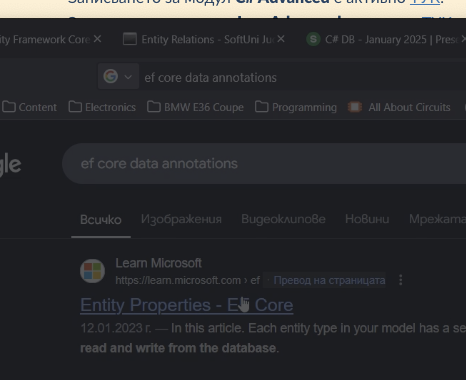 Записването за модул C# Advanced е активно ТУК.
ity Framework Core
Entity Relations - SoftUni Ju
C# DB - January 2025 | Pres
ef core data annotations
Content
Electronics
BMW E36 Coupe
Programming
All About Circuits
gle
ef core data annotations
Всичко
Изображения
Видеоклипове
Новини
Мрежата
Learn Microsoft
https://learn.microsoft.com › ef
Превод на страницата
Entity Properties - EF Core
12.01.2023 г. — In this article. Each entity type in your model has a se
read and write from the database.